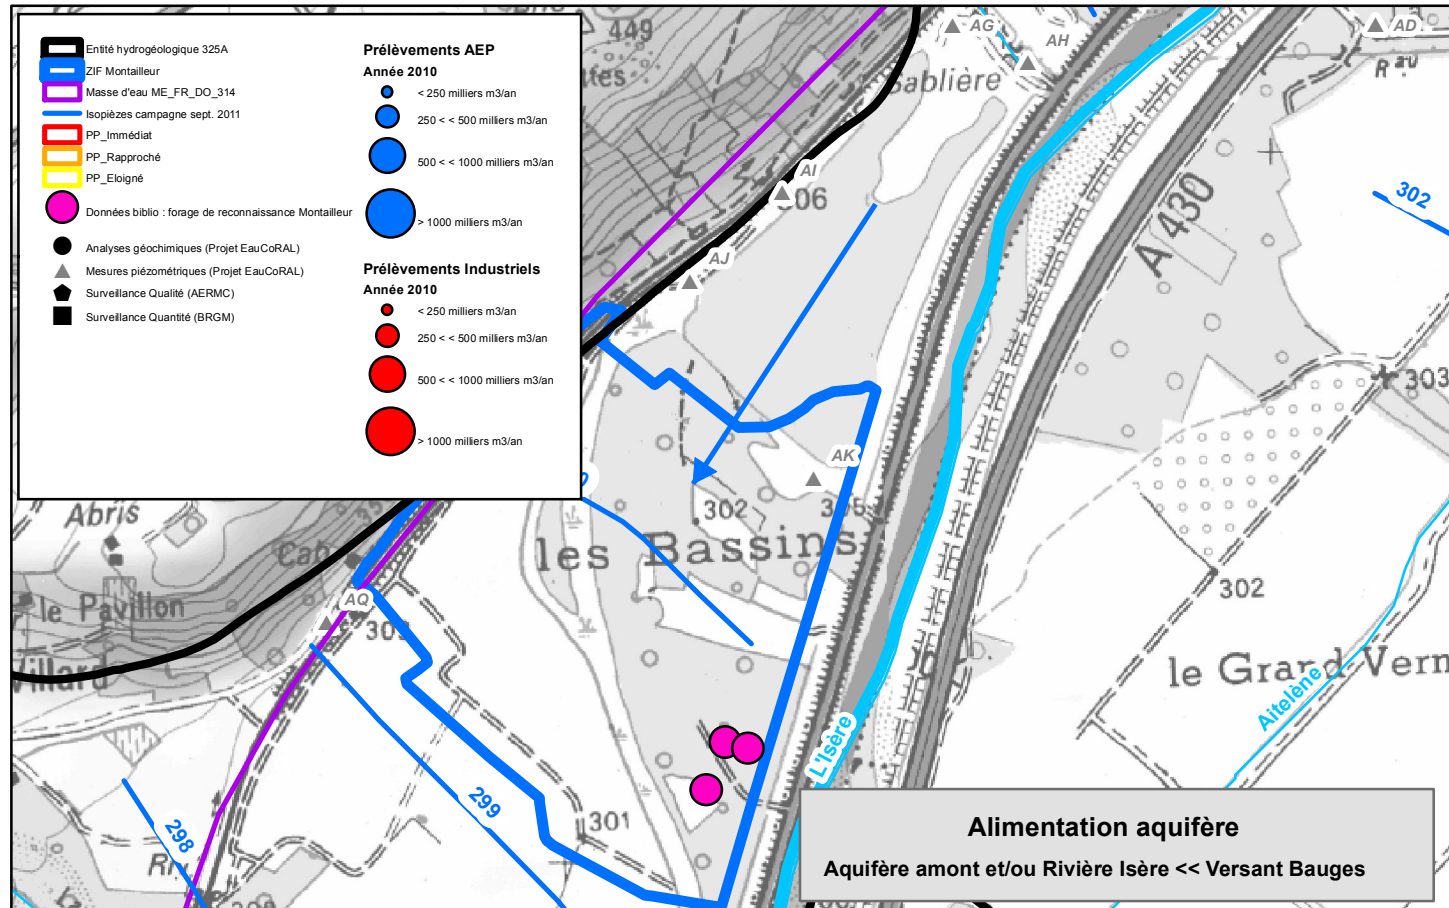 Entité hydrogéologique 325A
ZIF Montailleur
Masse d'eau ME_FR_DO_314
Isopièzes campagne sept. 2011
PP_Immédiat
PP_Rapproché
PP_Eloigné
Données biblio : forage de reconnaissance Montailleur
Analyses géochimiques (Projet EauCoRAL)
Mesures piézométriques (Projet EauCoRAL)
Surveillance Qualité (AERMC)
Surveillance Quantité (BRGM)
Prélèvements AEP
Année 2010
< 250 milliers m3/an
250 < < 500 milliers m3/an
500 < < 1000 milliers m3/an
> 1000 milliers m3/an
Prélèvements Industriels
Année 2010
< 250 milliers m3/an
250 < < 500 milliers m3/an
500 < < 1000 milliers m3/an
> 1000 milliers m3/an
449
AG
AH
AD
Sablière
R au
AI
306
A 430
302
AJ
303
AK
302
les Bassins
Abris
Cab
le Pavillon
AQ
302
le Grand Vern
Aitelène
L'Isère
299
298
301
Alimentation aquifère
Aquifère amont et/ou Rivière Isère << Versant Bauges